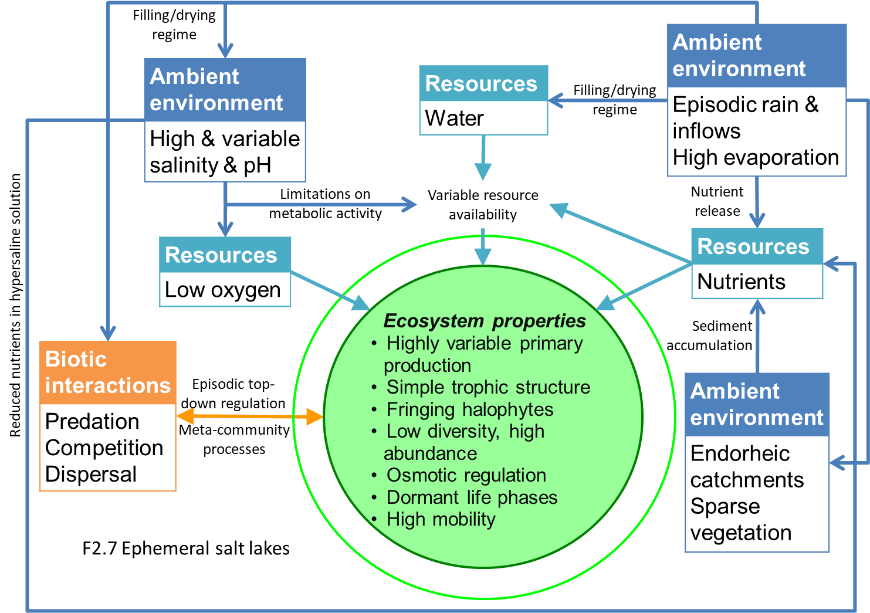 Filling/drying
regime
Ambient
environment
High & variable
salinity & pH
Resources
Water
Filling/drying
regime
Ambient
environment
Episodic rain &
inflows
High evaporation
Reduced nutrients in hypersaline solution
Limitations on
metabolic activity
Variable resource
availability
Nutrient
release
Resources
Low oxygen
Resources
Nutrients
Sediment
accumulation
Biotic
interactions
Predation
Competition
Dispersal
Episodic top-
down regulation
Meta-community
processes
Ecosystem properties
• Highly variable primary
production
• Simple trophic structure
• Fringing halophytes
• Low diversity, high
abundance
• Osmotic regulation
• Dormant life phases
• High mobility
Ambient
environment
Endorheic
catchments
Sparse
vegetation
F2.7 Ephemeral salt lakes